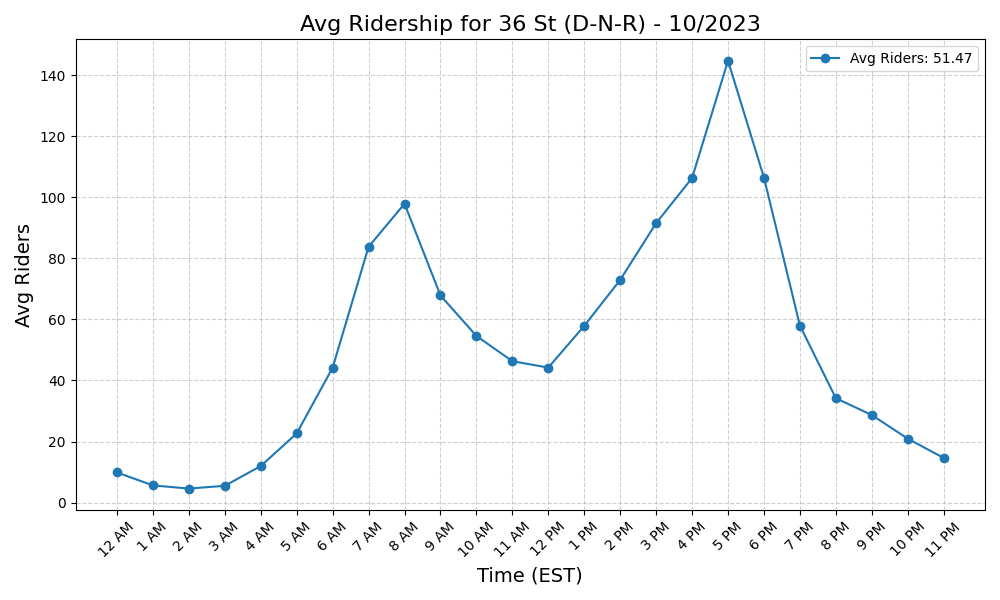 Avg Ridership for 36 St (D-N-R) - 10/2023
Avg Riders: 51.47
Avg Riders
140
120
100
80
60
40
20
0
12 AM
1 AM
2 AM
3 AM
4 AM
5 AM
6 AM
7 AM
8 AM
9 AM
10 AM
11 AM
12 PM
1 PM
2 PM
3 PM
4 PM
5 PM
6 PM
7 PM
8 PM
9 PM
10 PM
11 PM
Time (EST)